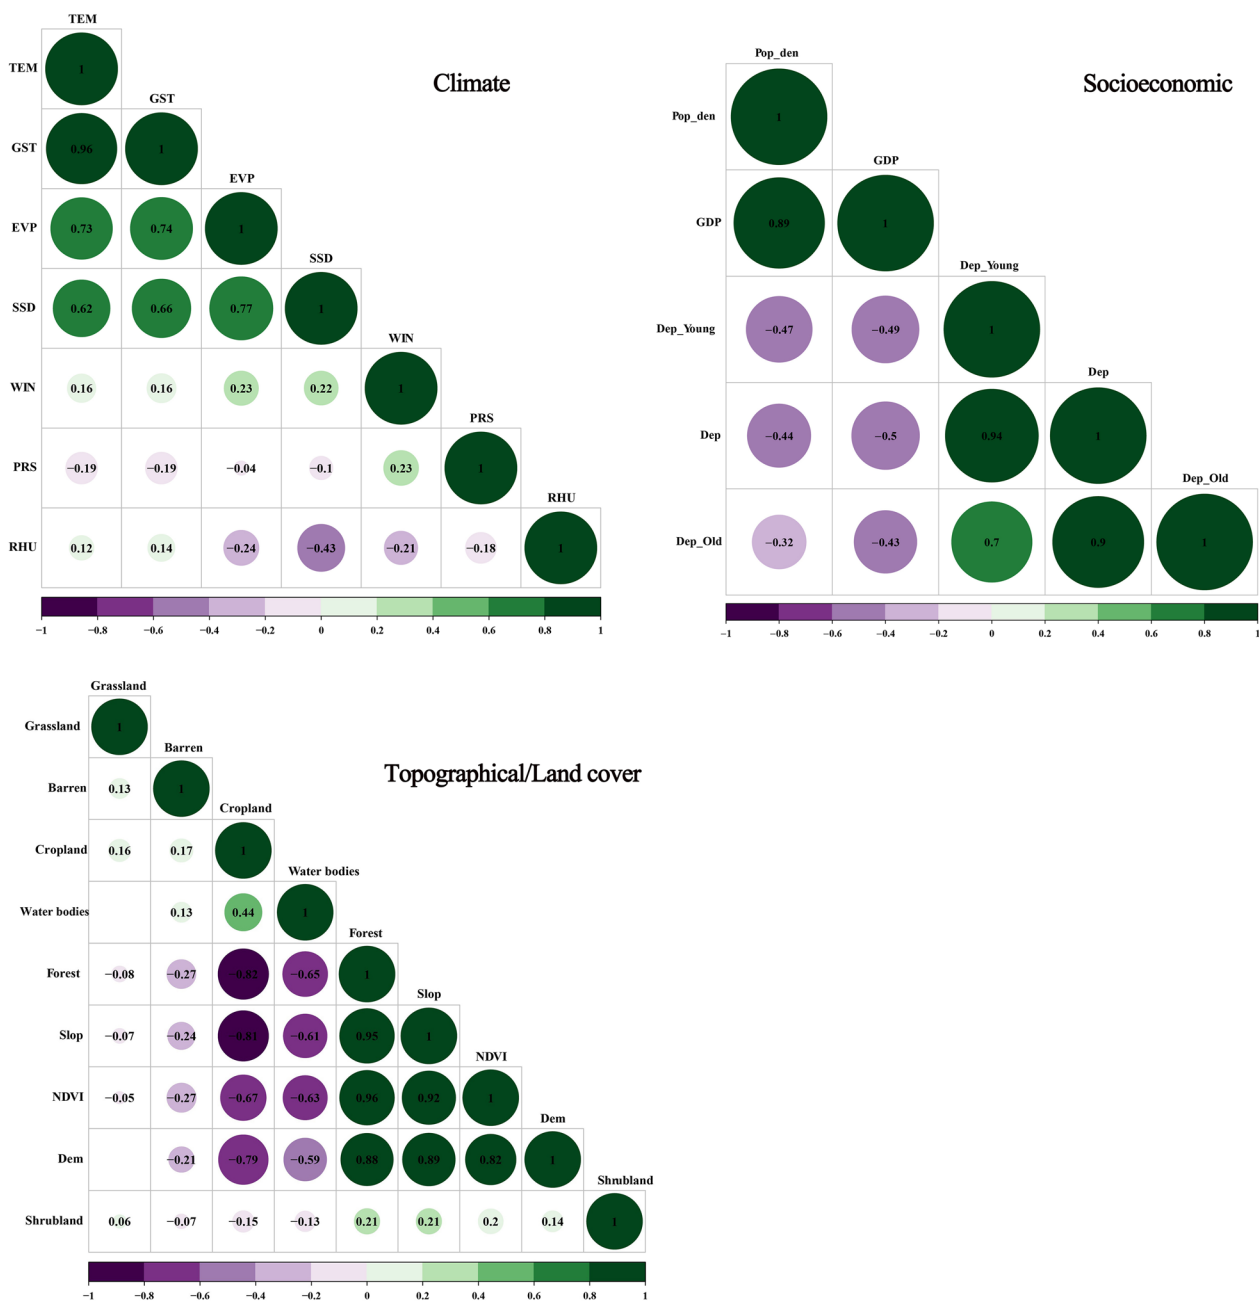 TEM
TEM 1
Climate
GST
GST 0.96 1
EVP
EVP 0.73 0.74 1
SSD
SSD 0.62 0.66 0.77 1
WIN
WIN 0.16 0.16 0.23 0.22 1
PRS
PRS −0.19 −0.19 −0.04 −0.1 0.23 1
RHU
RHU 0.12 0.14 −0.24 −0.43 −0.21 −0.18 1
−1 −0.8 −0.6 −0.4 −0.2 0 0.2 0.4 0.6 0.8 1
Pop_den
Socioeconomic
Pop_den 1
GDP
GDP 0.89 1
Dep_Young
Dep_Young −0.47 −0.49 1
Dep
Dep −0.44 −0.5 0.94 1
Dep_Old
Dep_Old −0.32 −0.43 0.7 0.9 1
−1 −0.8 −0.6 −0.4 −0.2 0 0.2 0.4 0.6 0.8 1
Grassland
Grassland 1
Barren
Topographical/Land cover
Barren 0.13 1
Cropland
Cropland 0.16 0.17 1
Water bodies
Water bodies 0.13 0.44 1
Forest
Forest −0.08 −0.27 −0.82 −0.65 1
Slop
Slop −0.07 −0.24 −0.81 −0.61 0.95 1
NDVI
NDVI −0.05 −0.27 −0.67 −0.63 0.96 0.92 1
Dem
Dem −0.21 −0.79 −0.59 0.88 0.89 0.82 1
Shrubland
Shrubland 0.06 −0.07 −0.15 −0.13 0.21 0.21 0.2 0.14 1
−1 −0.8 −0.6 −0.4 −0.2 0 0.2 0.4 0.6 0.8 1